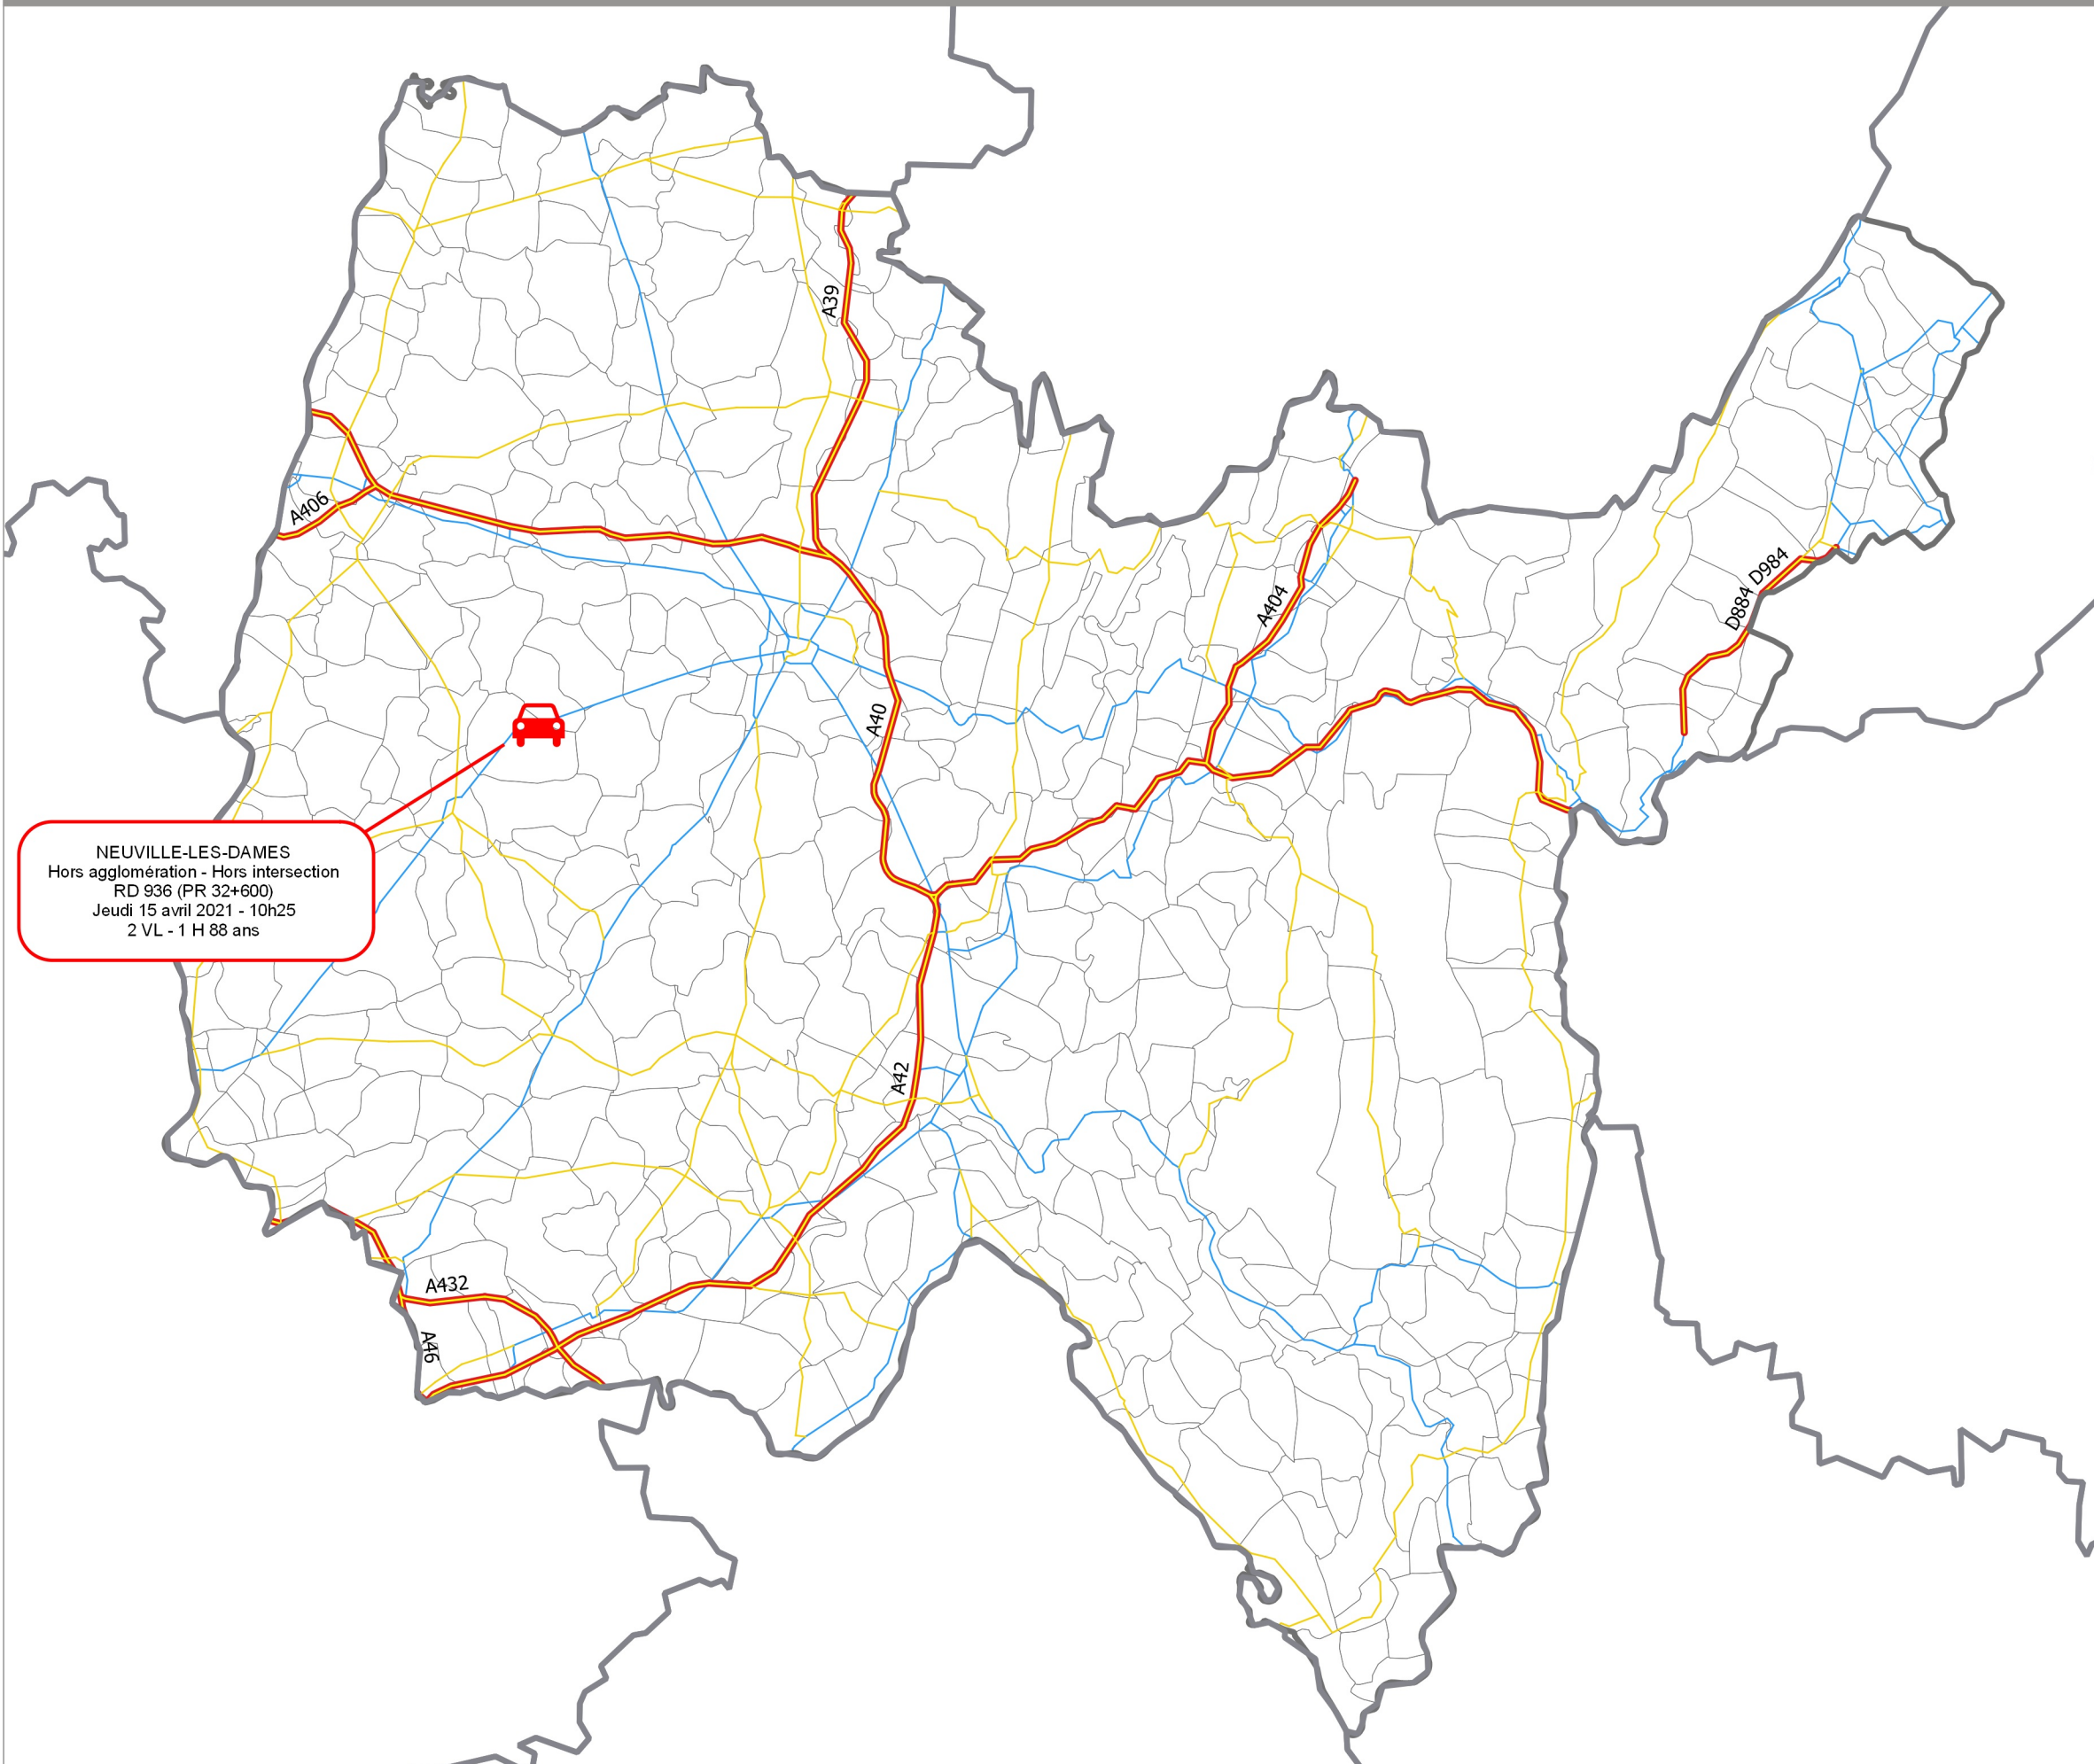 A39
A406
D984
D884
A404
A40
NEUVILLE-LES-DAMES
Hors agglomération - Hors intersection
RD 936 (PR 32+600)
Jeudi 15 avril 2021 - 10h25
2 VL - 1 H 88 ans
A42
A432
A46